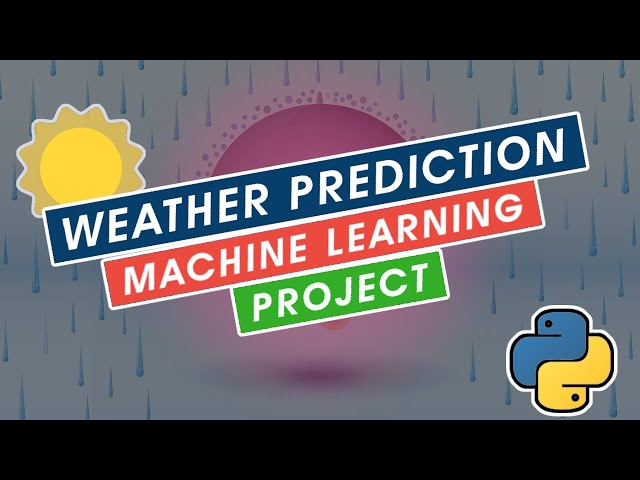 WEATHER PREDICTION
MACHINE LEARNING
PROJECT